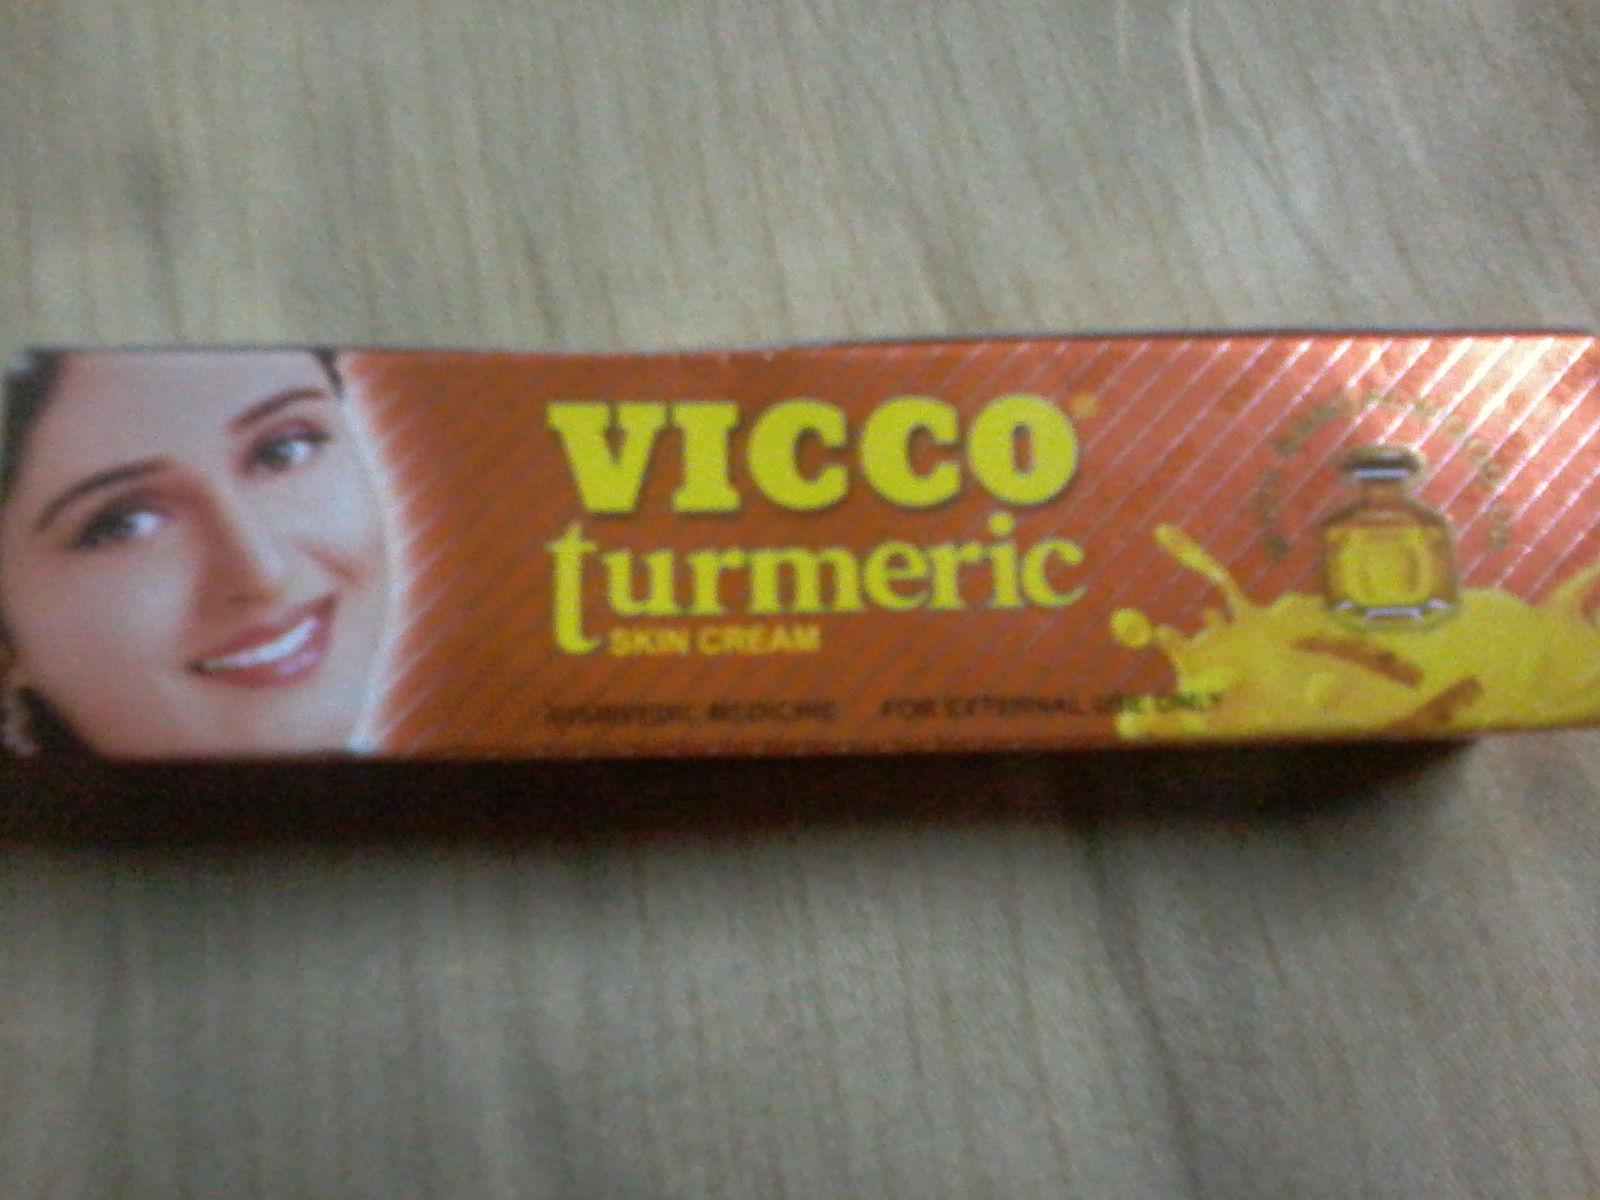 VICCO®
turmeric
SKIN CREAM
AYURVEDIC MEDICINE FOR EXTERNAL USE ONLY